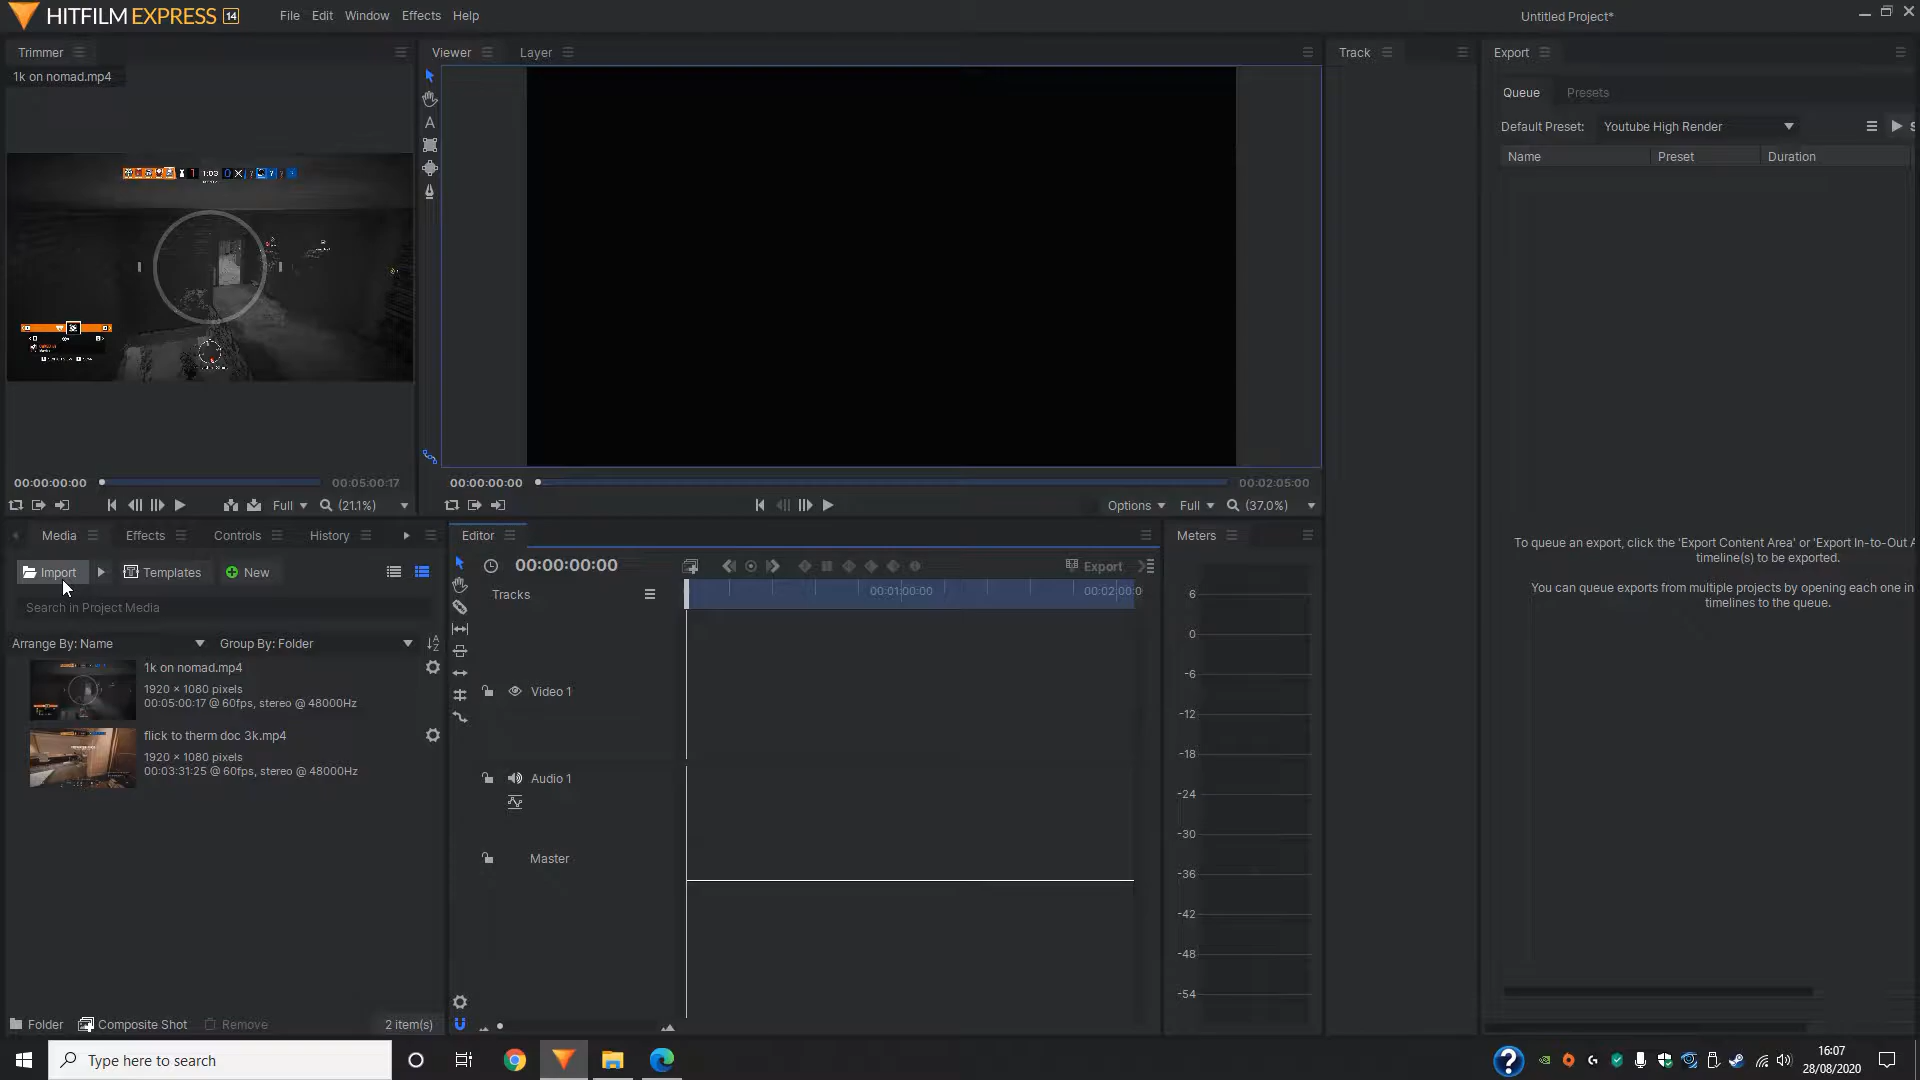 HITFILM EXPRESS 14
File Edit Window Effects Help
Untitled Project*
Trimmer
Viewer Layer
Track
Export
1k on nomad.mp4
Queue Presets
Default Preset: Youtube High Render
Name Preset Duration
00:00:00:00 00:05:00:17
00:00:00:00 00:02:05:00
Full (21.1%)
Options Full (37.0%)
Media Effects Controls History
Editor
Meters
Import Templates New
00:00:00:00
Export
Tracks
00:01:00:00 00:02:00:0
Search in Project Media
Arrange By: Name Group By: Folder
1k on nomad.mp4
1920 × 1080 pixels
00:05:00:17 @ 60fps, stereo @ 48000Hz
flick to therm doc 3k.mp4
1920 × 1080 pixels
00:03:31:25 @ 60fps, stereo @ 48000Hz
Video 1
Audio 1
Master
6
0
-6
-12
-18
-24
-30
-36
-42
-48
-54
To queue an export, click the 'Export Content Area' or 'Export In-to-Out A
timeline(s) to be exported.
You can queue exports from multiple projects by opening each one in
timelines to the queue.
Folder Composite Shot Remove 2 item(s)
Type here to search
16:07
28/08/2020